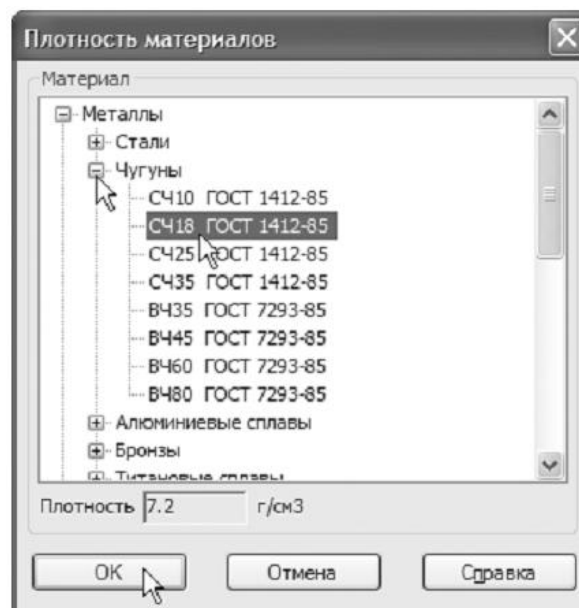 Плотность материалов
Материал
Металлы
Стали
Чугуны
СЧ10 ГОСТ 1412-85
СЧ18 ГОСТ 1412-85
СЧ25 ГОСТ 1412-85
СЧ35 ГОСТ 1412-85
ВЧ35 ГОСТ 7293-85
ВЧ45 ГОСТ 7293-85
ВЧ60 ГОСТ 7293-85
ВЧ80 ГОСТ 7293-85
Алюминиевые сплавы
Бронзы
Титановые сплавы
Плотность 7.2 г/см3
ОК Отмена Справка